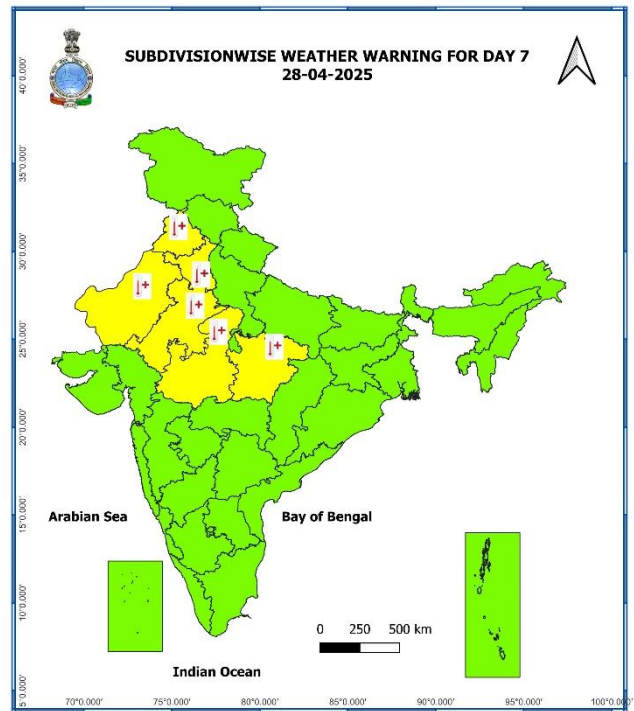 SUBDIVISIONWISE WEATHER WARNING FOR DAY 7
28-04-2025
40°0.000'
35°0.000'
30°0.000'
25°0.000'
20°0.000'
15°0.000'
10°0.000'
5°0.000'
Arabian Sea
Bay of Bengal
0 250 500 km
Indian Ocean
70°0.000' 75°0.000' 80°0.000' 90°0.000' 95°0.000' 100°0.000'